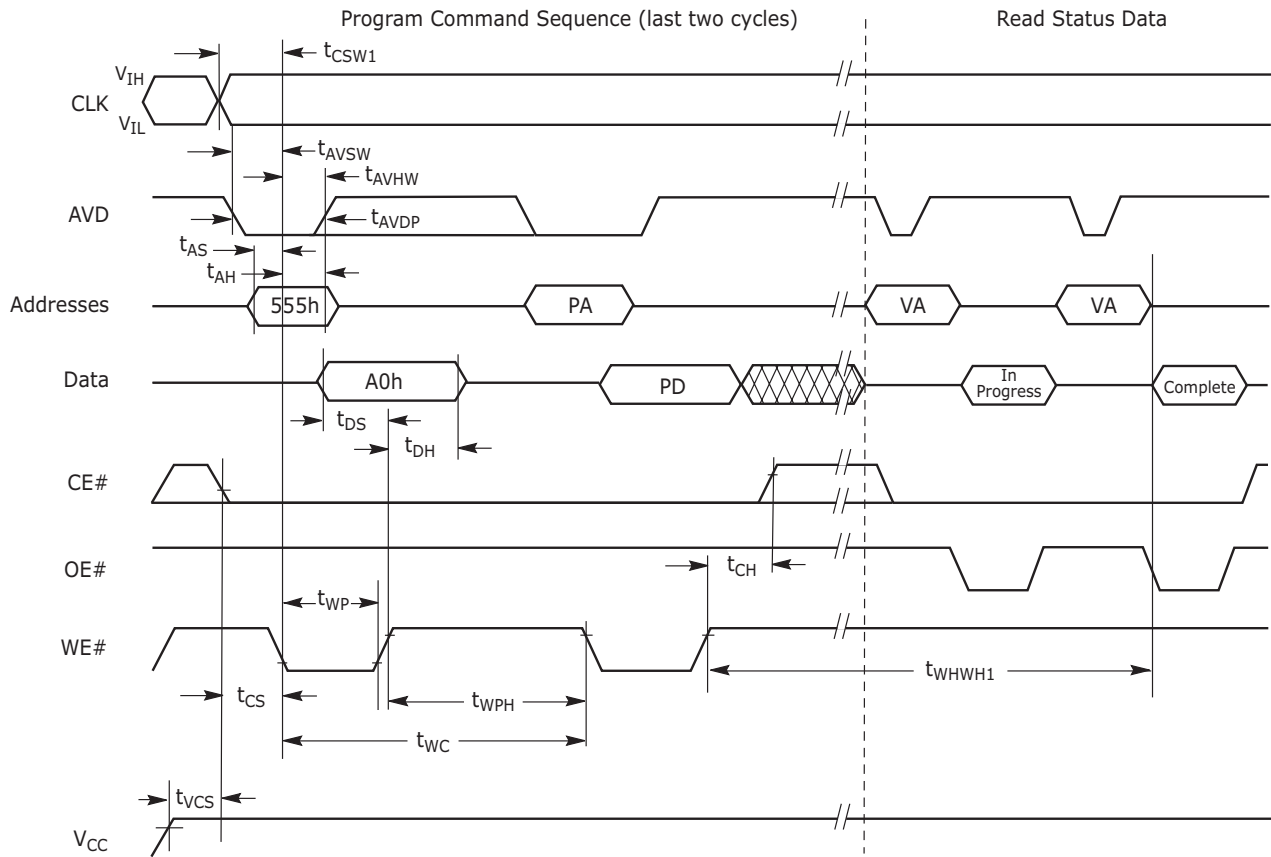 Program Command Sequence (last two cycles) Read Status Data
tCSW1
VIH
CLK
VIL
tAVSW
tAVHW
AVD
tAVDP
tAS
tAH
Addresses 555h PA VA VA
Data A0h PD In Progress Complete
tDS
tDH
CE#
OE#
tCH
tWP
WE#
tWHWH1
tCS
tWPH
tWC
tVCS
VCC